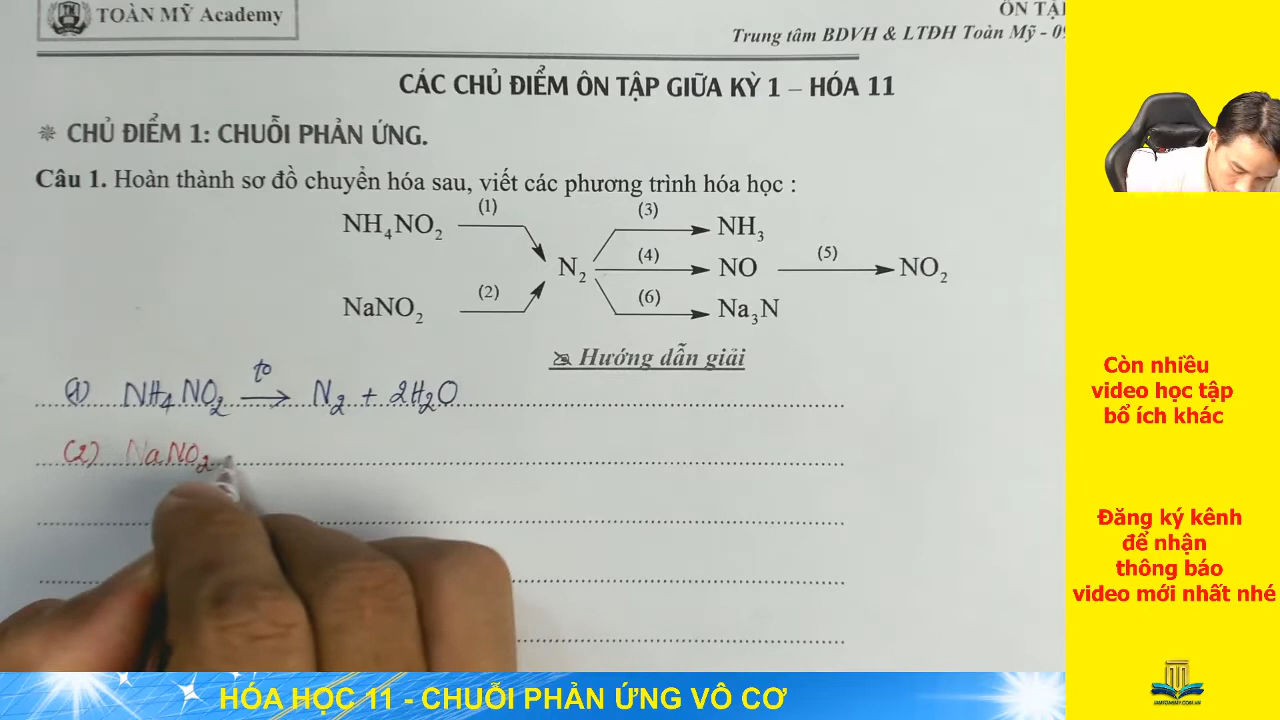 TOÀN MỸ Academy
ÔN TẬ
Trung tâm BDVH & LTĐH Toàn Mỹ - 09
CÁC CHỦ ĐIỂM ÔN TẬP GIỮA KỲ 1 – HÓA 11
CHỦ ĐIỂM 1: CHUỖI PHẢN ỨNG.
Câu 1. Hoàn thành sơ đồ chuyển hóa sau, viết các phương trình hóa học :
(1) (3)
NH₄NO₂ NH₃
(4) (5)
N₂ NO NO₂
(2) (6)
NaNO₂ Na₃N
Hướng dẫn giải
(1) NH₄NO₂ t° → N₂ + 2H₂O
(2) NaNO₂
Còn nhiều
video học tập
bổ ích khác
Đăng ký kênh
để nhận
thông báo
video mới nhất nhé
HÓA HỌC 11 - CHUỖI PHẢN ỨNG VÔ CƠ